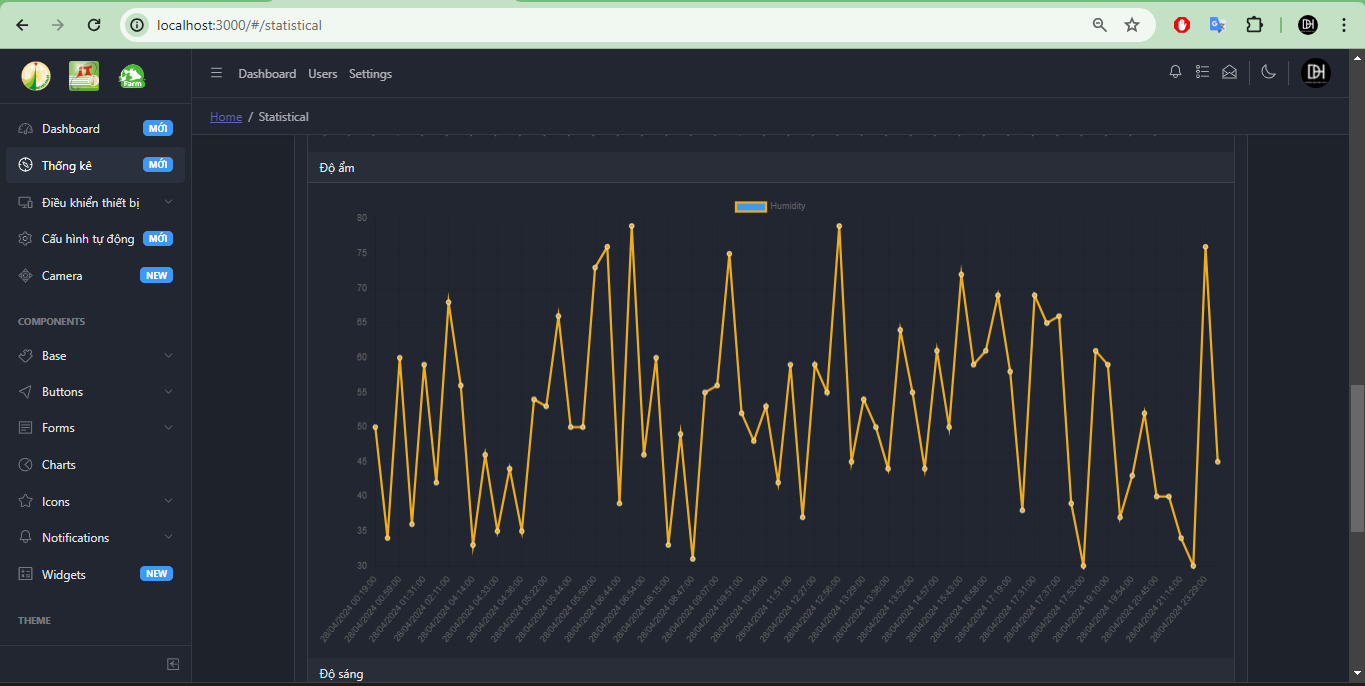 localhost:3000/#/statistical
DH
IT
Farm
Dashboard Users Settings
DH
Home / Statistical
Dashboard MỚI
Thống kê MỚI
Điều khiển thiết bị
Cấu hình tự động MỚI
Camera NEW
COMPONENTS
Base
Buttons
Forms
Charts
Icons
Notifications
Widgets NEW
THEME
Độ ẩm
Humidity
80
75
70
65
60
55
50
45
40
35
30
28/04/2024 00:19:00
28/04/2024 00:59:00
28/04/2024 01:31:00
28/04/2024 02:11:00
28/04/2024 04:14:00
28/04/2024 04:33:00
28/04/2024 04:36:00
28/04/2024 05:22:00
28/04/2024 05:44:00
28/04/2024 05:59:00
28/04/2024 06:44:00
28/04/2024 06:54:00
28/04/2024 08:15:00
28/04/2024 08:47:00
28/04/2024 09:07:00
28/04/2024 09:51:00
28/04/2024 10:26:00
28/04/2024 11:51:00
28/04/2024 12:27:00
28/04/2024 12:56:00
28/04/2024 13:29:00
28/04/2024 13:36:00
28/04/2024 13:52:00
28/04/2024 14:57:00
28/04/2024 15:43:00
28/04/2024 16:58:00
28/04/2024 17:19:00
28/04/2024 17:31:00
28/04/2024 17:37:00
28/04/2024 17:53:00
28/04/2024 19:10:00
28/04/2024 19:54:00
28/04/2024 20:45:00
28/04/2024 21:14:00
28/04/2024 23:29:00
Độ sáng